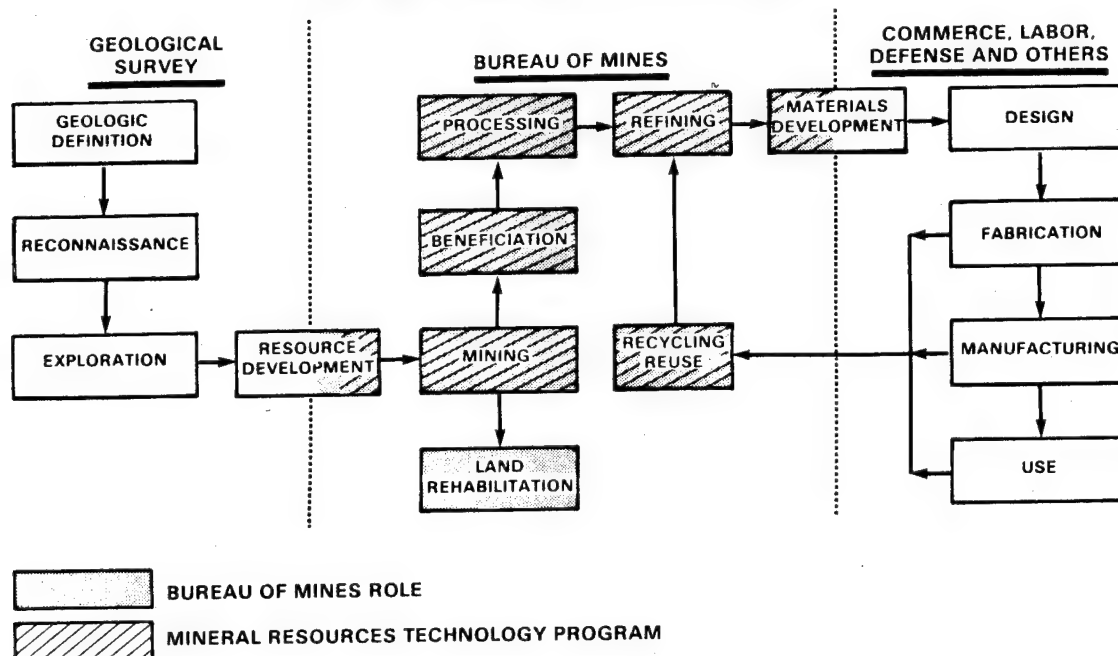 GEOLOGICAL
SURVEY
BUREAU OF MINES
COMMERCE, LABOR,
DEFENSE AND OTHERS
GEOLOGIC
DEFINITION
RECONNAISSANCE
EXPLORATION
RESOURCE
DEVELOPMENT
PROCESSING
BENEFICIATION
MINING
LAND
REHABILITATION
REFINING
RECYCLING
REUSE
MATERIALS
DEVELOPMENT
DESIGN
FABRICATION
MANUFACTURING
USE
BUREAU OF MINES ROLE
MINERAL RESOURCES TECHNOLOGY PROGRAM